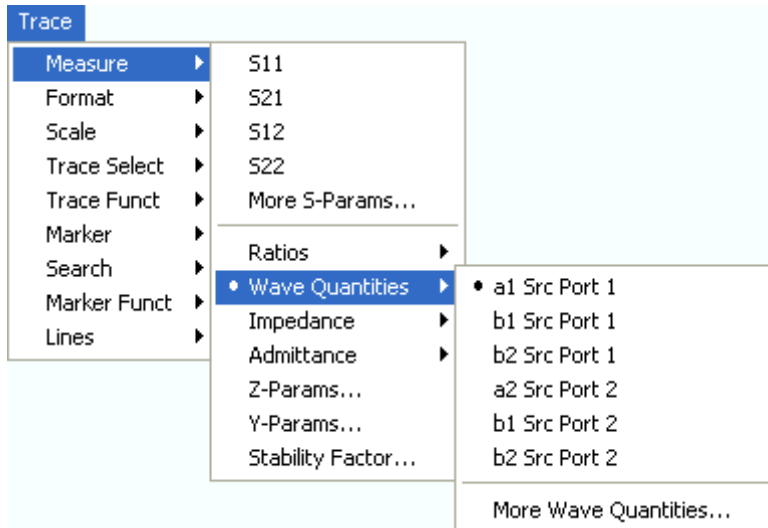 Trace
Measure
Format
Scale
Trace Select
Trace Funct
Marker
Search
Marker Funct
Lines
S11
S21
S12
S22
More S-Params...
Ratios
Wave Quantities
Impedance
Admittance
Z-Params...
Y-Params...
Stability Factor...
a1 Src Port 1
b1 Src Port 1
b2 Src Port 1
a2 Src Port 2
b1 Src Port 2
b2 Src Port 2
More Wave Quantities...